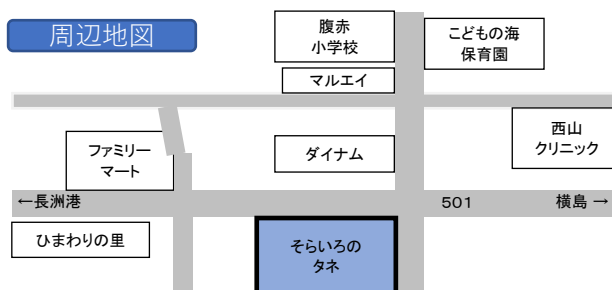 周辺地図
腹赤
小学校
こどもの海
保育園
マルエイ
西山
クリニック
ファミリー
マート
ダイナム
←長洲港
501
横島→
ひまわりの里
そらいろの
タネ